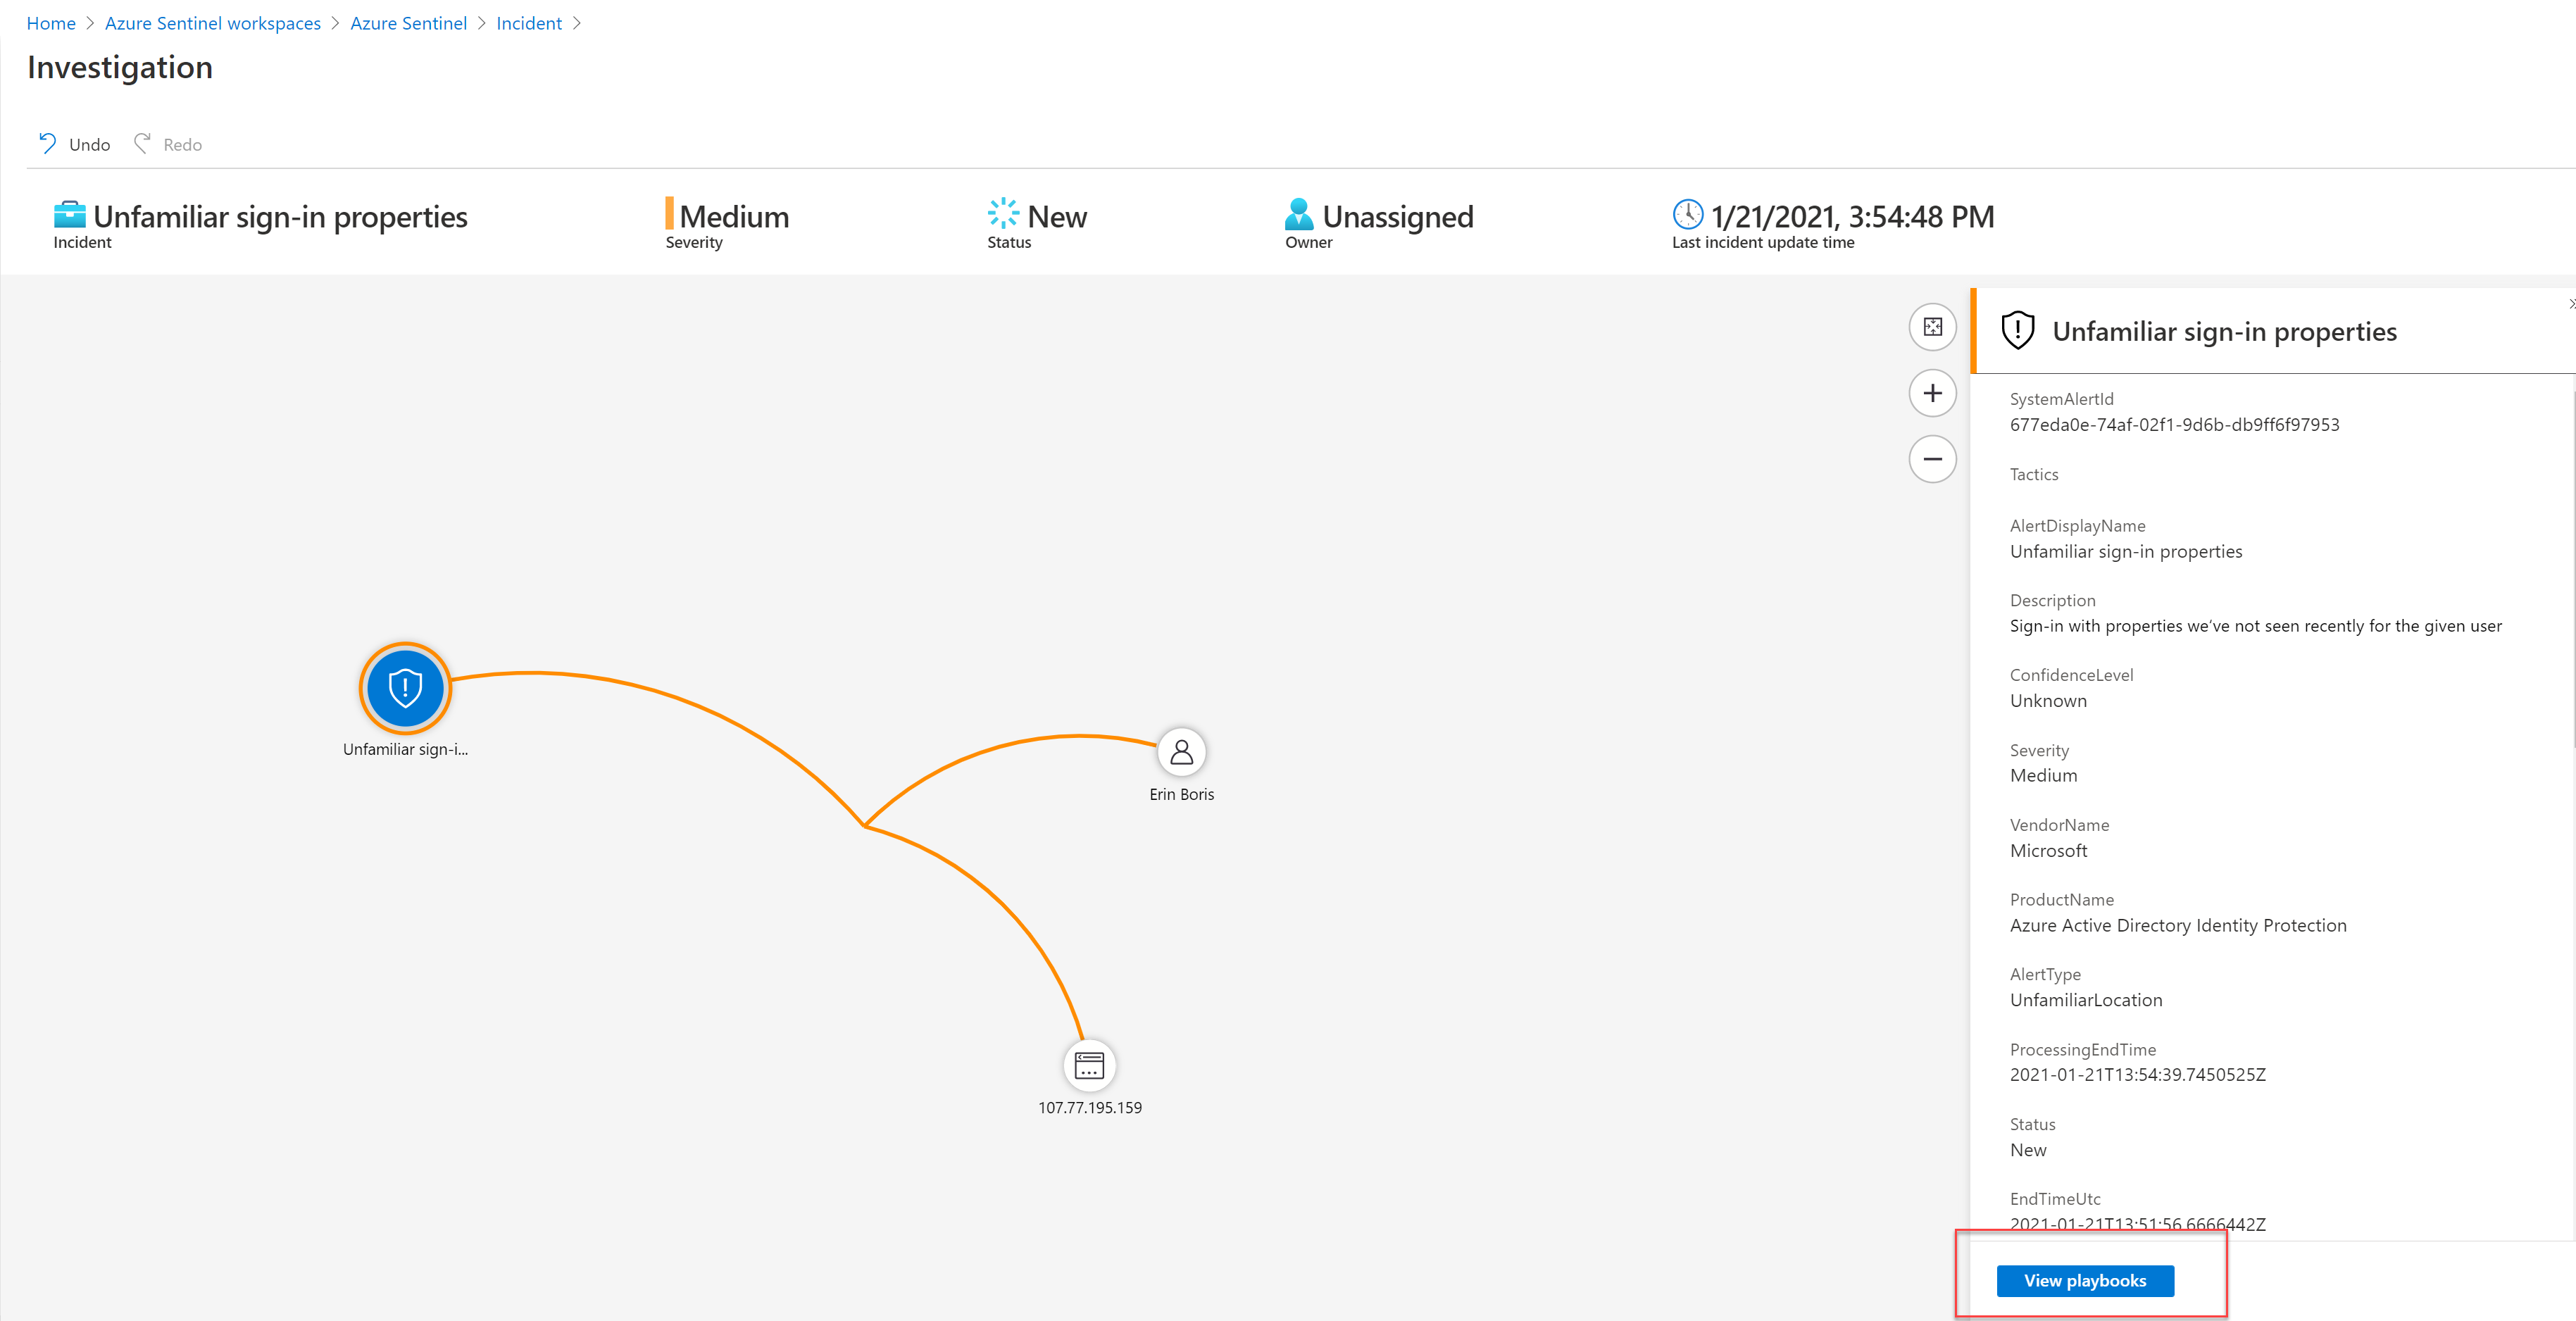 Home > Azure Sentinel workspaces > Azure Sentinel > Incident >
Investigation
Undo Redo
Unfamiliar sign-in properties
Incident
Medium
Severity
New
Status
Unassigned
Owner
1/21/2021, 3:54:48 PM
Last incident update time
Unfamiliar sign-i...
Erin Boris
107.77.195.159
Unfamiliar sign-in properties
SystemAlertId
677eda0e-74af-02f1-9d6b-db9ff6f97953
Tactics
AlertDisplayName
Unfamiliar sign-in properties
Description
Sign-in with properties we've not seen recently for the given user
ConfidenceLevel
Unknown
Severity
Medium
VendorName
Microsoft
ProductName
Azure Active Directory Identity Protection
AlertType
UnfamiliarLocation
ProcessingEndTime
2021-01-21T13:54:39.7450525Z
Status
New
EndTimeUtc
2021-01-21T13:51:56.6666442Z
View playbooks